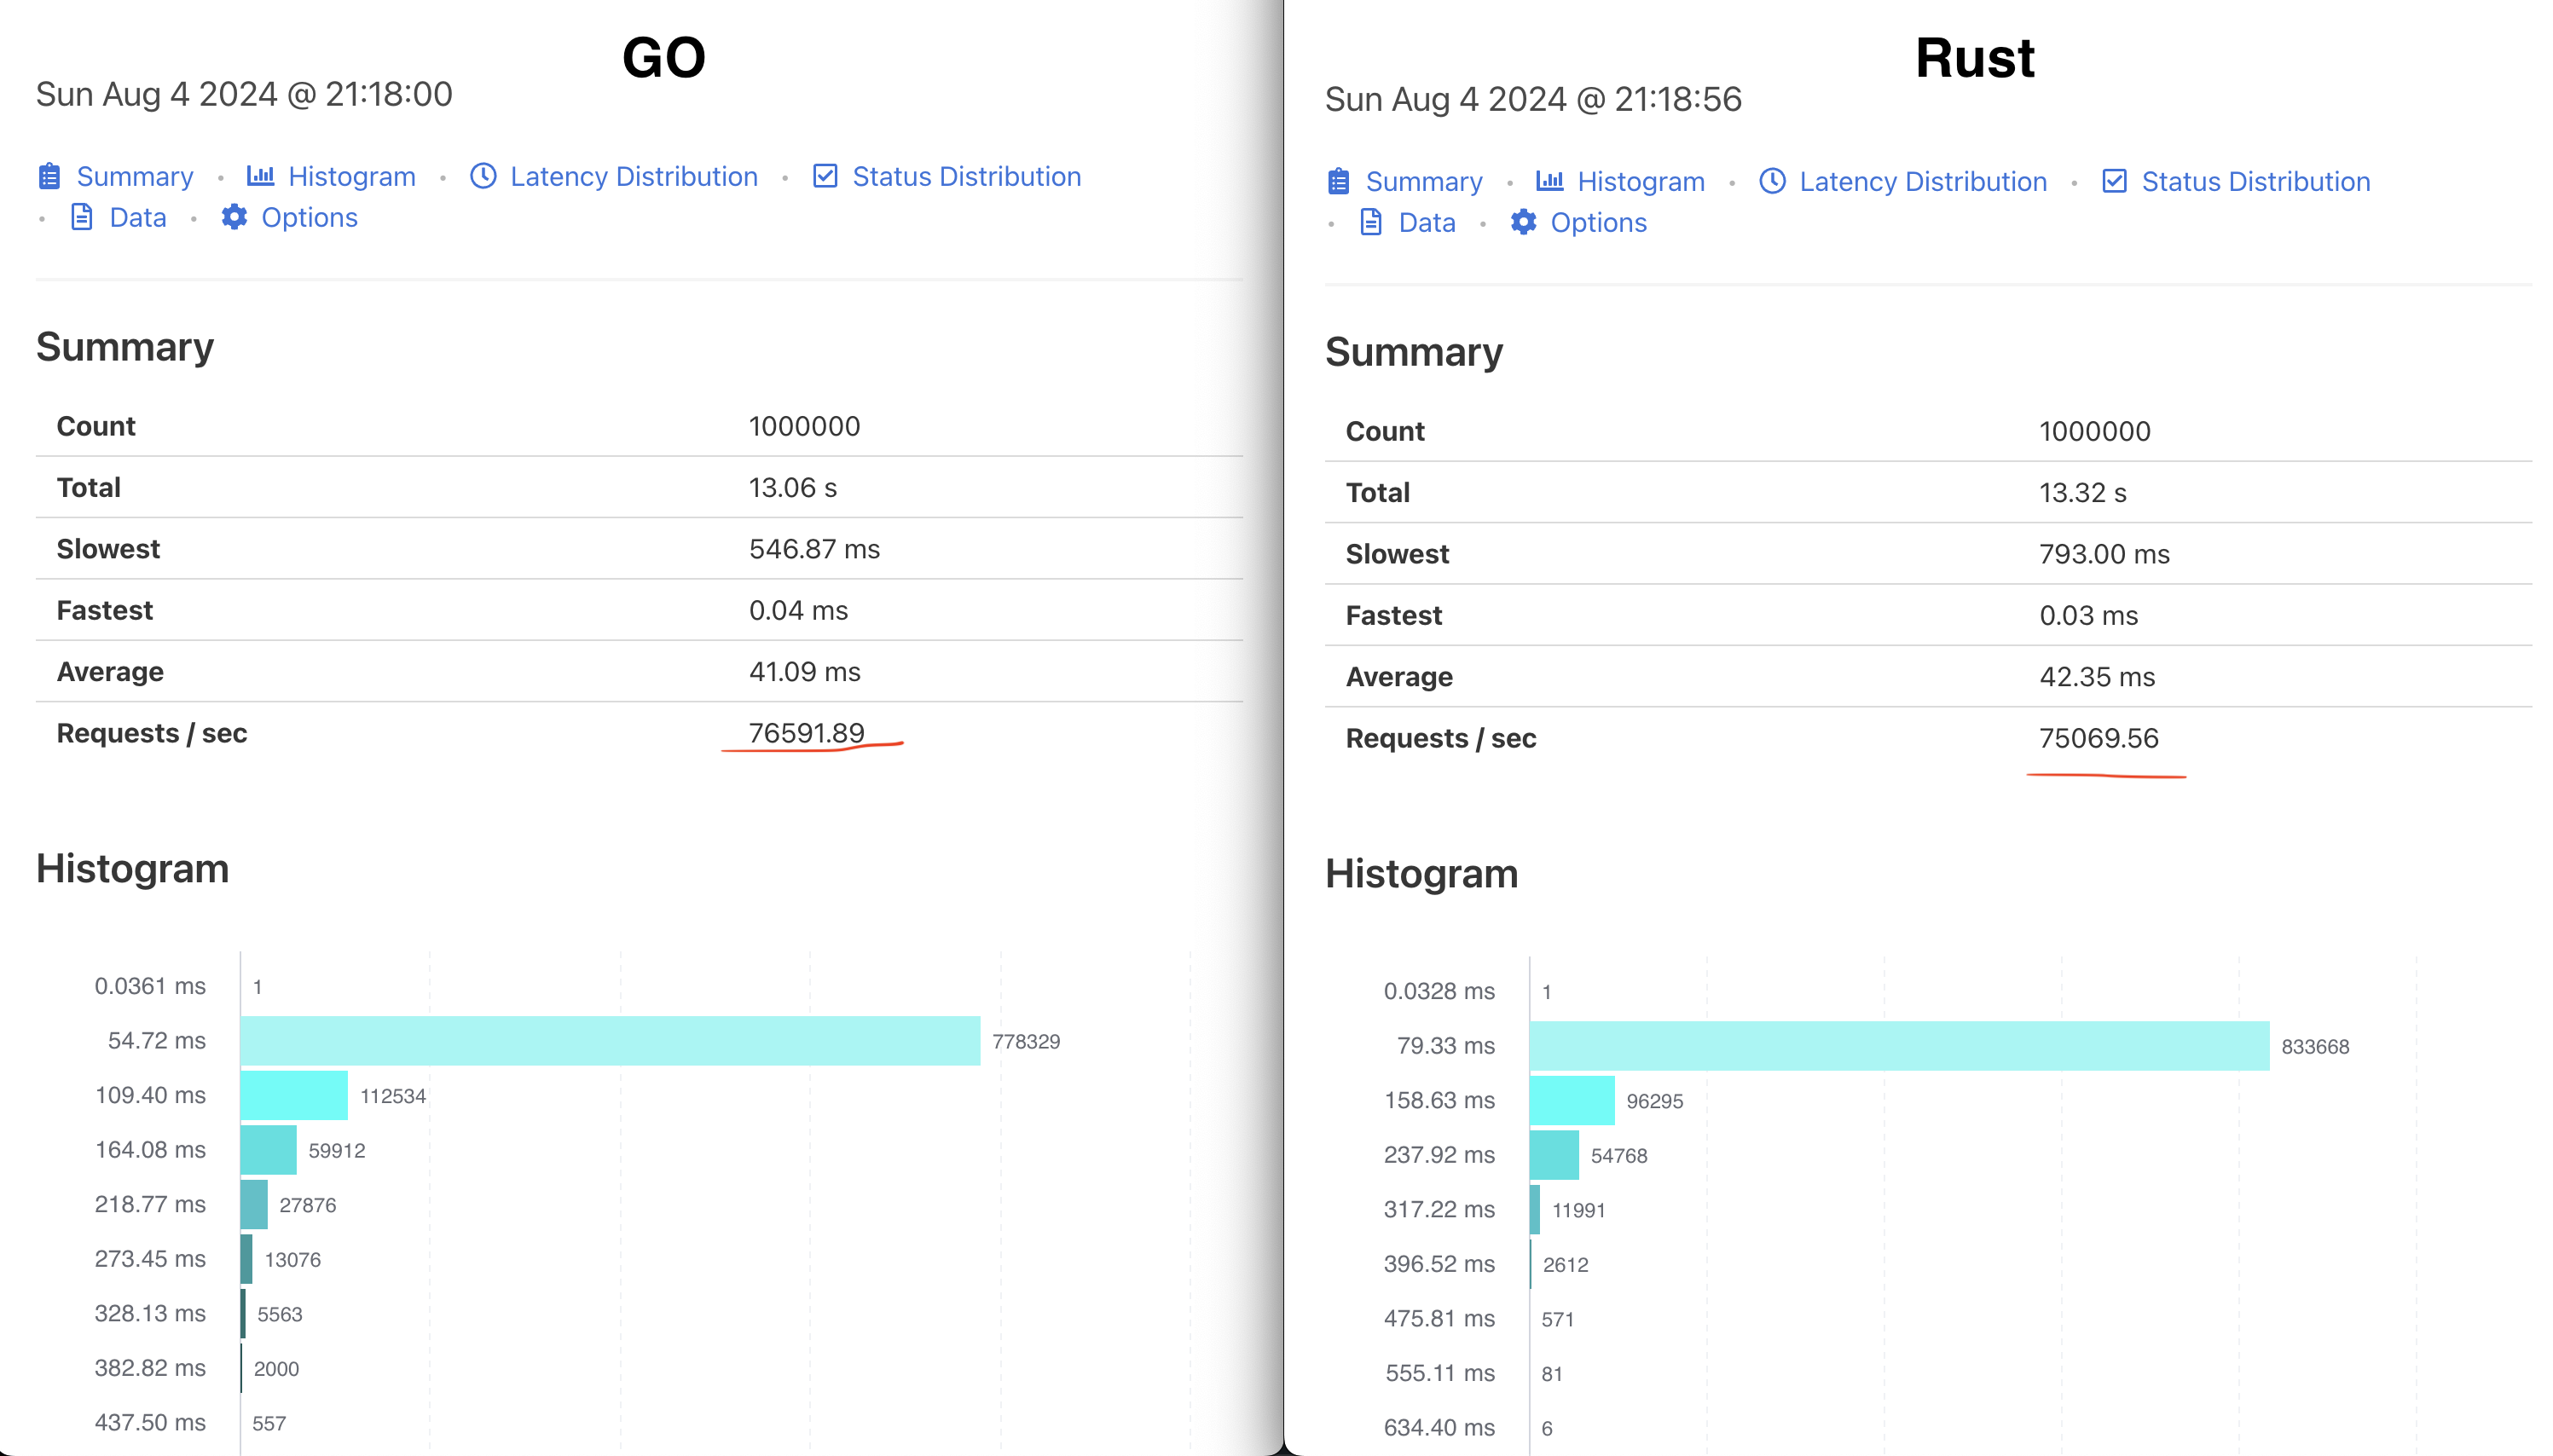 GO
Sun Aug 4 2024 @ 21:18:00
Summary • Histogram • Latency Distribution • Status Distribution
• Data • Options
Summary
Count 1000000
Total 13.06 s
Slowest 546.87 ms
Fastest 0.04 ms
Average 41.09 ms
Requests / sec 76591.89
Histogram
0.0361 ms 1
54.72 ms 778329
109.40 ms 112534
164.08 ms 59912
218.77 ms 27876
273.45 ms 13076
328.13 ms 5563
382.82 ms 2000
437.50 ms 557
Rust
Sun Aug 4 2024 @ 21:18:56
Summary • Histogram • Latency Distribution • Status Distribution
• Data • Options
Summary
Count 1000000
Total 13.32 s
Slowest 793.00 ms
Fastest 0.03 ms
Average 42.35 ms
Requests / sec 75069.56
Histogram
0.0328 ms 1
79.33 ms 833668
158.63 ms 96295
237.92 ms 54768
317.22 ms 11991
396.52 ms 2612
475.81 ms 571
555.11 ms 81
634.40 ms 6